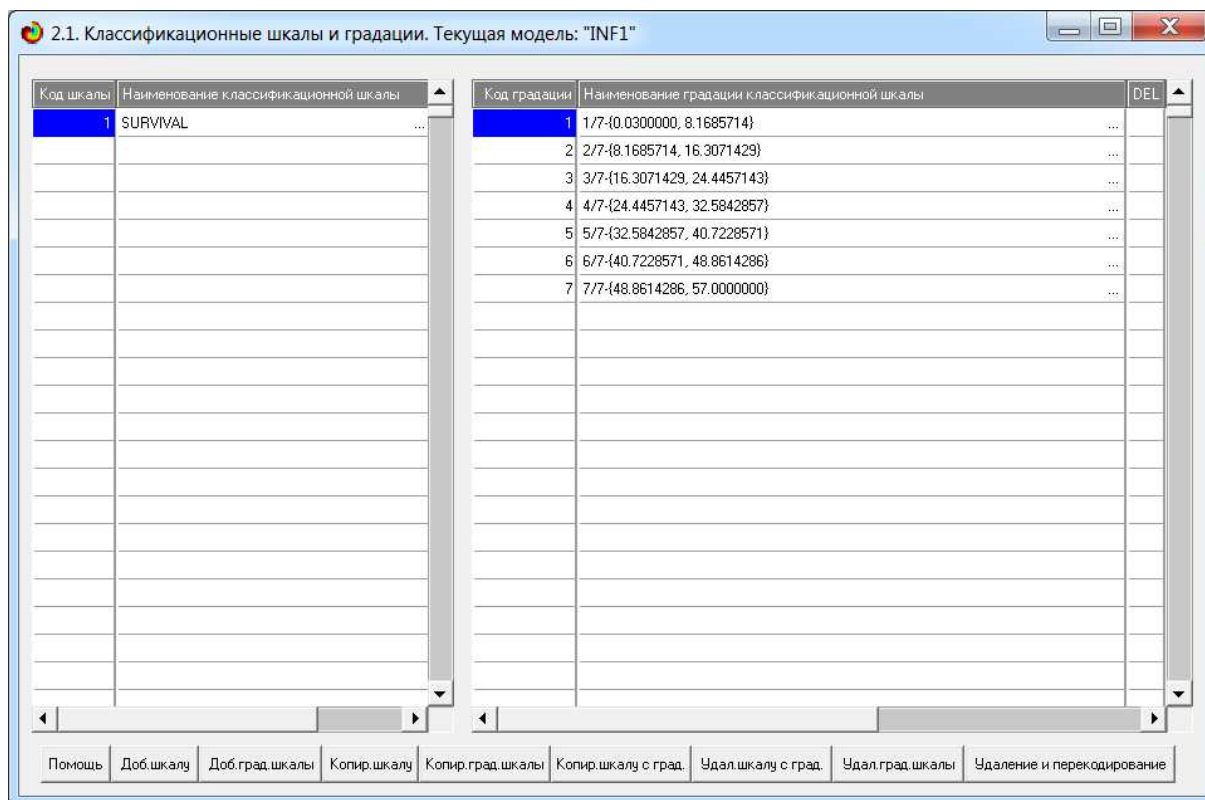 2.1. Классификационные шкалы и градации. Текущая модель: "INF1"
Код шкалы Наименование классификационной шкалы
1 SURVIVAL ...
Код градации Наименование градации классификационной шкалы DEL
1 1/7-{0.0300000, 8.1685714} ...
2 2/7-{8.1685714, 16.3071429} ...
3 3/7-{16.3071429, 24.4457143} ...
4 4/7-{24.4457143, 32.5842857} ...
5 5/7-{32.5842857, 40.7228571} ...
6 6/7-{40.7228571, 48.8614286} ...
7 7/7-{48.8614286, 57.0000000} ...
Помощь Доб.шкалу Доб.град.шкалы Копир.шкалу Копир.град.шкалы Копир.шкалу с град. Удал.шкалу с град. Удал.град.шкалы Удаление и перекодирование